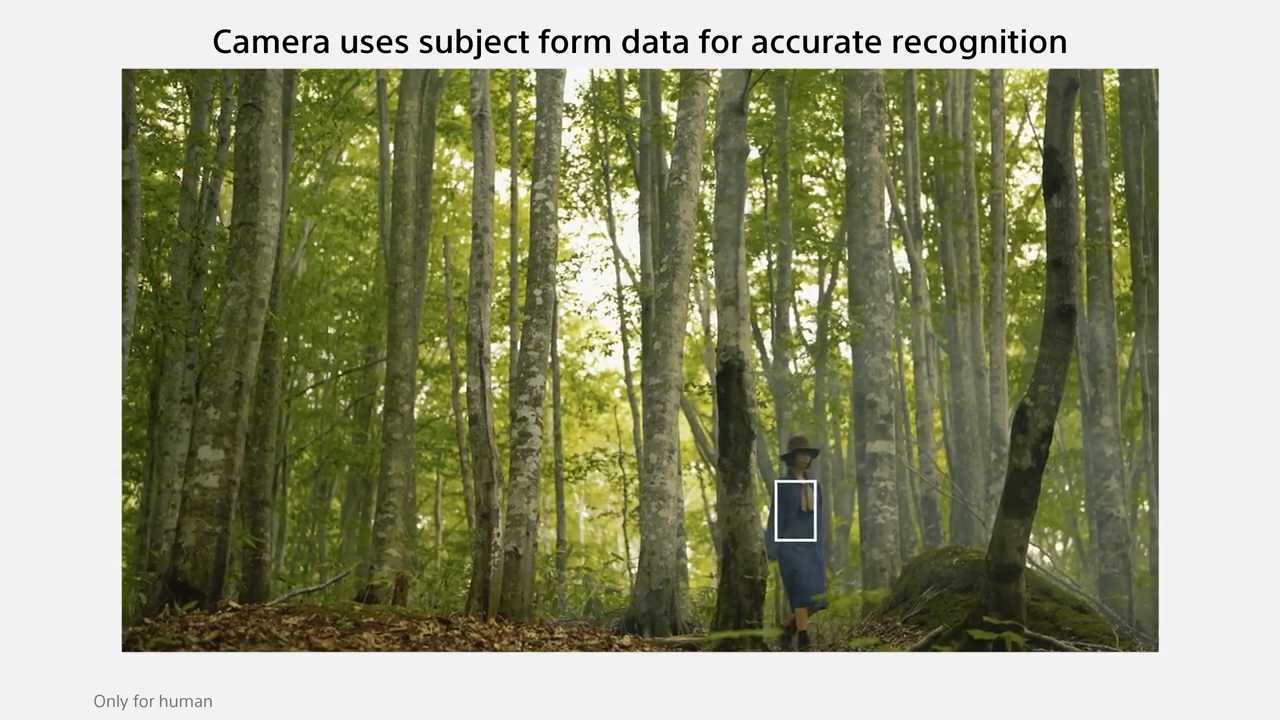 Camera uses subject form data for accurate recognition
Only for human